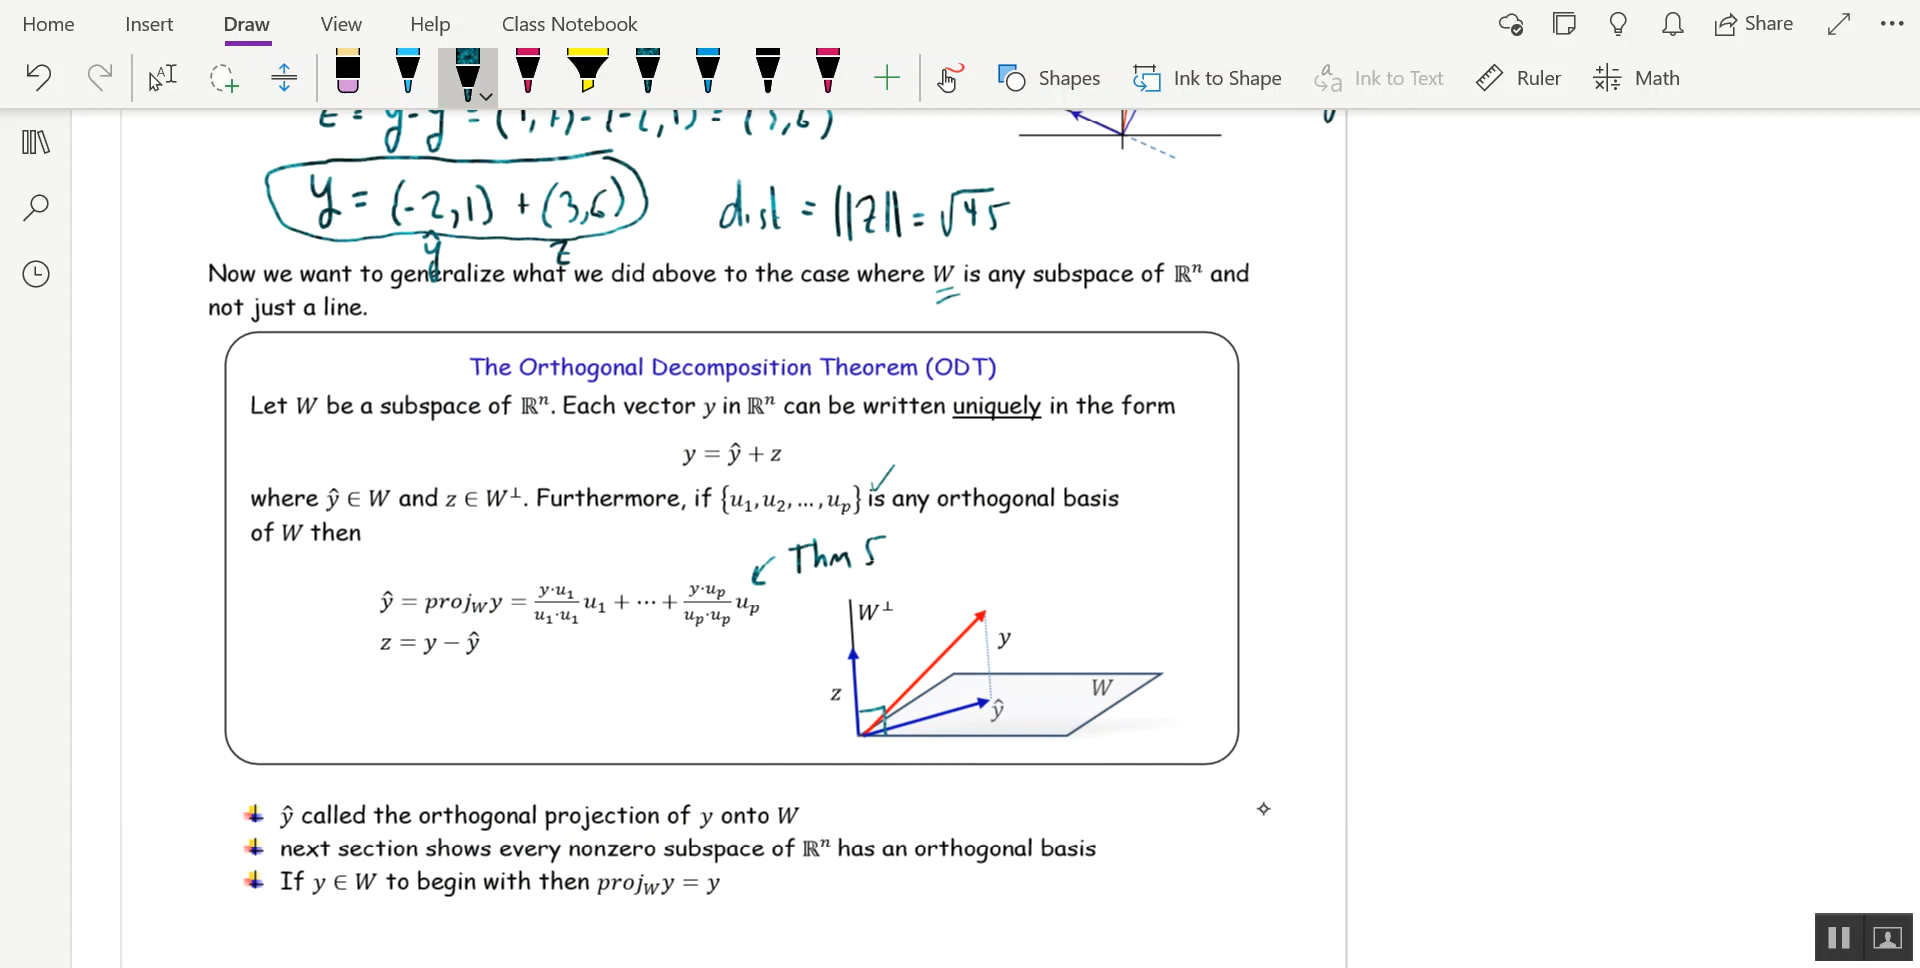 Home Insert Draw View Help Class Notebook Share
Shapes Ink to Shape Ink to Text Ruler Math
y = (-2,1) + (3,6) dist = ||z|| = √45
ŷ z
Now we want to generalize what we did above to the case where W is any subspace of ℝⁿ and
not just a line.
The Orthogonal Decomposition Theorem (ODT)
Let W be a subspace of ℝⁿ. Each vector y in ℝⁿ can be written uniquely in the form
y = ŷ + z
where ŷ ∈ W and z ∈ W⊥. Furthermore, if {u₁, u₂, …, uₚ} is any orthogonal basis
of W then
Thm 5
ŷ = proj_W y = (y·u₁)/(u₁·u₁) u₁ + ⋯ + (y·uₚ)/(uₚ·uₚ) uₚ
z = y − ŷ
W⊥
y
z
W
ŷ
ŷ called the orthogonal projection of y onto W
next section shows every nonzero subspace of ℝⁿ has an orthogonal basis
If y ∈ W to begin with then proj_W y = y